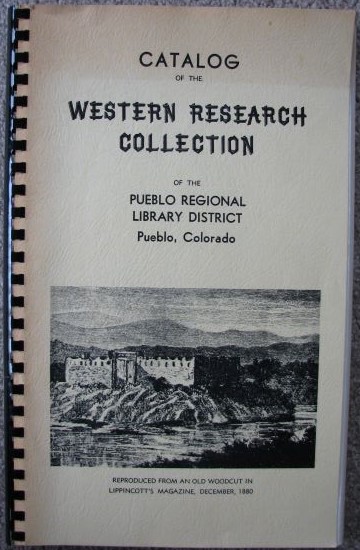 CATALOG
OF THE
WESTERN RESEARCH
COLLECTION
OF THE
PUEBLO REGIONAL
LIBRARY DISTRICT
Pueblo, Colorado
REPRODUCED FROM AN OLD WOODCUT IN
LIPPINCOTT'S MAGAZINE, DECEMBER, 1880